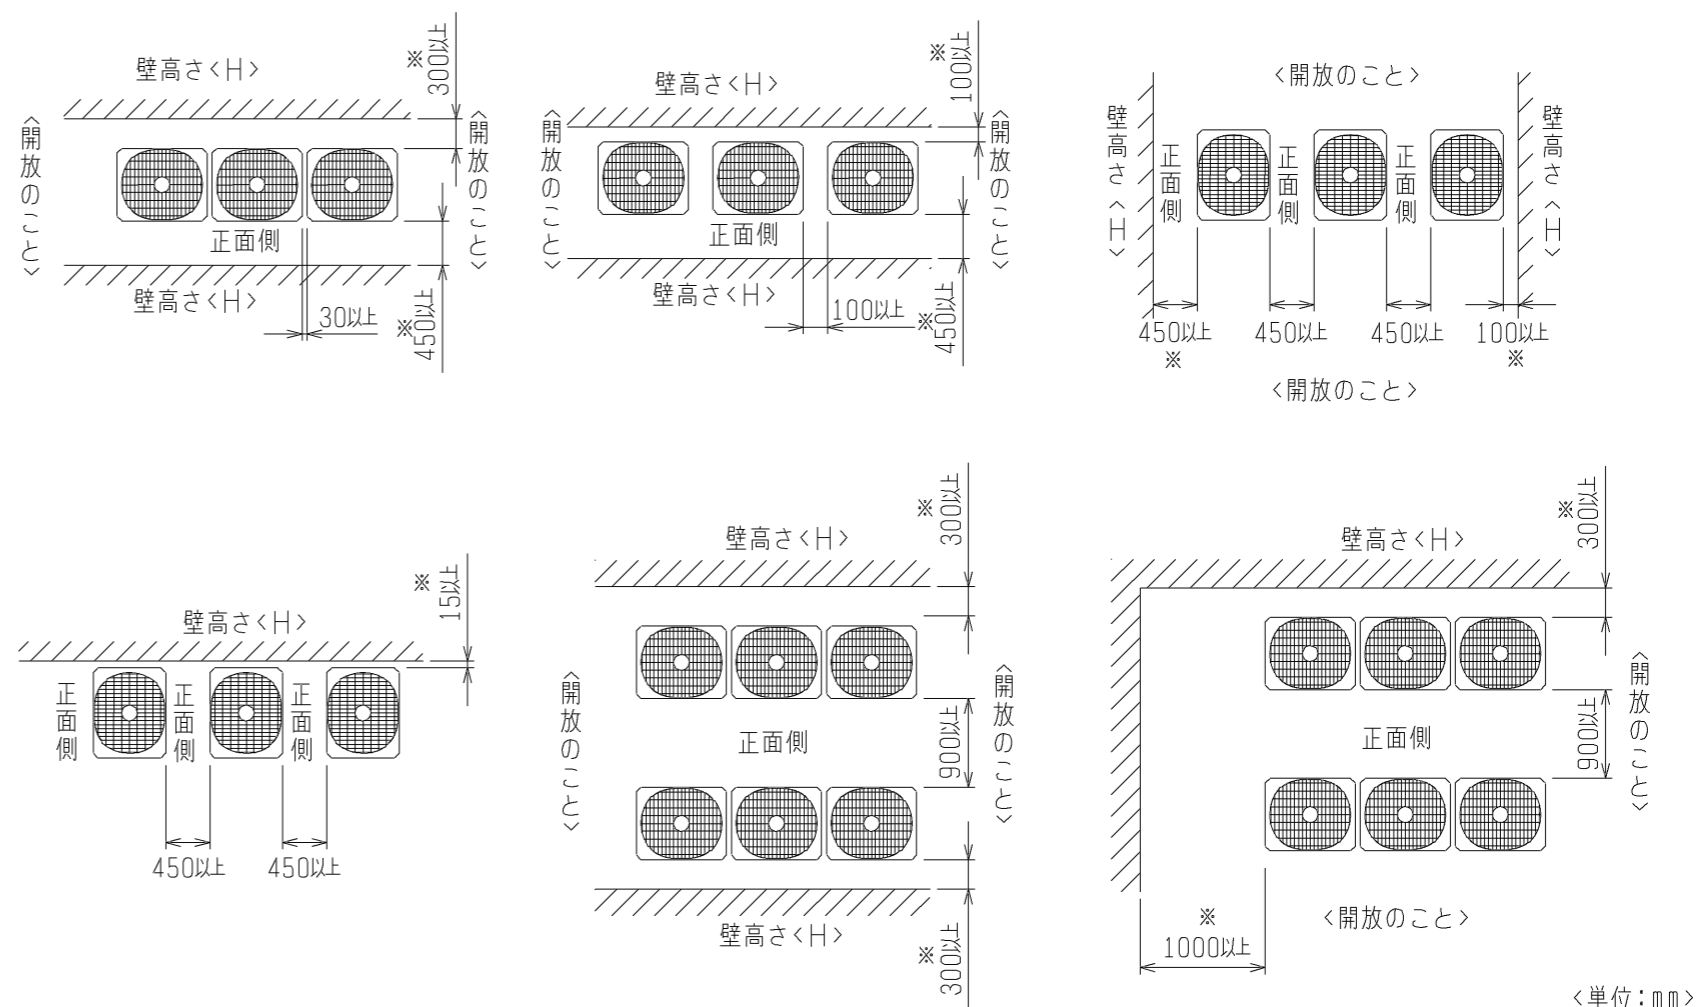 壁高さ<H>
※
300以上
<開放のこと>
<開放のこと>
正面側
壁高さ<H>
30以上
※
450以上
壁高さ<H>
※
100以上
<開放のこと>
<開放のこと>
正面側
壁高さ<H>
100以上
※
450以上
<開放のこと>
壁高さ<H>
正面側
正面側
正面側
壁高さ<H>
450以上
※
450以上
450以上
100以上
※
<開放のこと>
壁高さ<H>
※
15以上
正面側
正面側
正面側
450以上
450以上
壁高さ<H>
※
300以上
<開放のこと>
正面側
900以上
<開放のこと>
壁高さ<H>
※
300以上
壁高さ<H>
※
300以上
正面側
900以上
<開放のこと>
※
1000以上
<開放のこと>
<単位:mm>